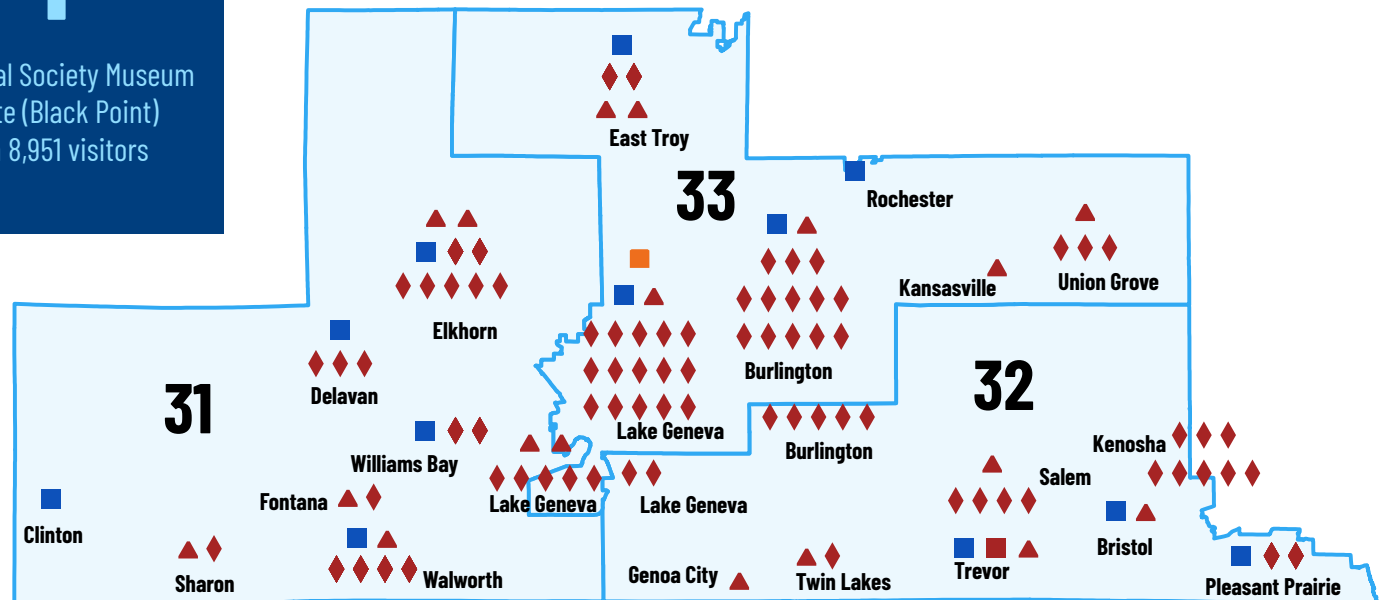 Society Museum
(Black Point)
8,951 visitors
East Troy
33
Rochester
Kansasville
Union Grove
Elkhorn
Delavan
Burlington
31
32
Lake Geneva
Burlington
Kenosha
Williams Bay
Salem
Fontana
Lake Geneva
Lake Geneva
Clinton
Bristol
Sharon
Walworth
Genoa City
Twin Lakes
Trevor
Pleasant Prairie